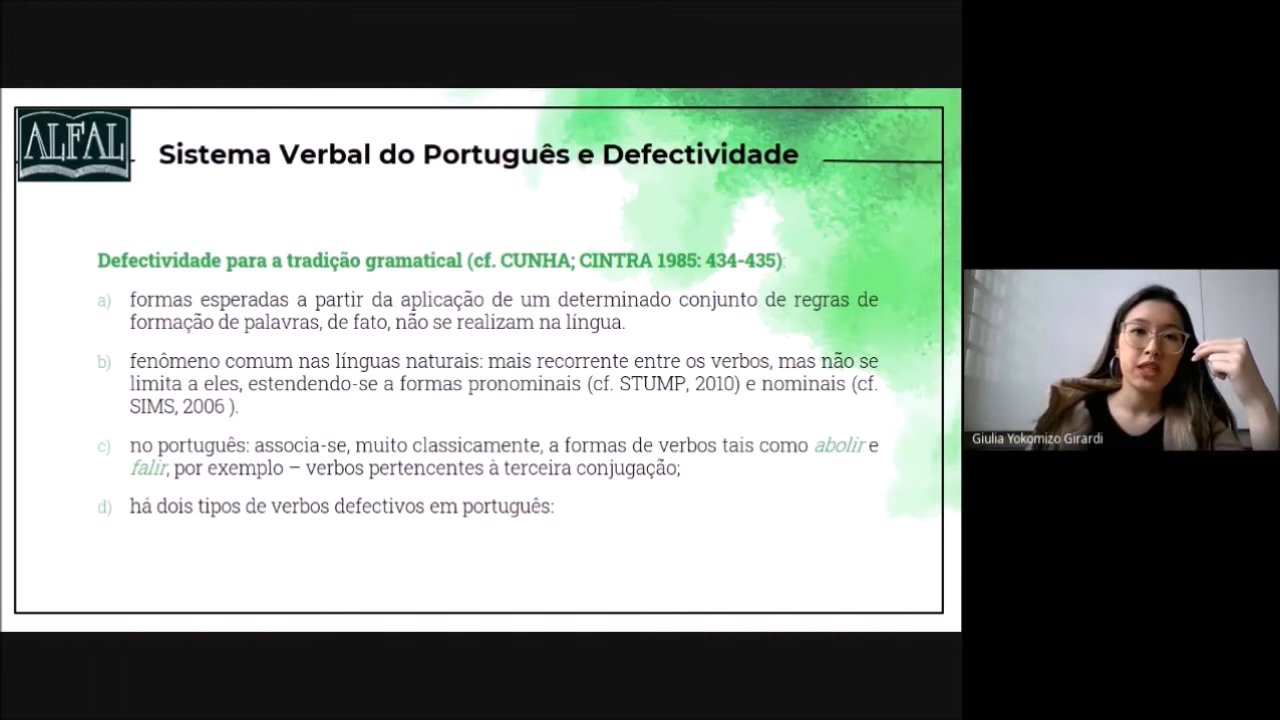 ALFAL
Sistema Verbal do Português e Defectividade
Defectividade para a tradição gramatical (cf. CUNHA; CINTRA 1985: 434-435):
a) formas esperadas a partir da aplicação de um determinado conjunto de regras de
formação de palavras, de fato, não se realizam na língua.
b) fenômeno comum nas línguas naturais: mais recorrente entre os verbos, mas não se
limita a eles, estendendo-se a formas pronominais (cf. STUMP, 2010) e nominais (cf.
SIMS, 2006 ).
c) no português: associa-se, muito classicamente, a formas de verbos tais como abolir e
falir, por exemplo – verbos pertencentes à terceira conjugação;
d) há dois tipos de verbos defectivos em português:
Giulia Yokomizo Girardi